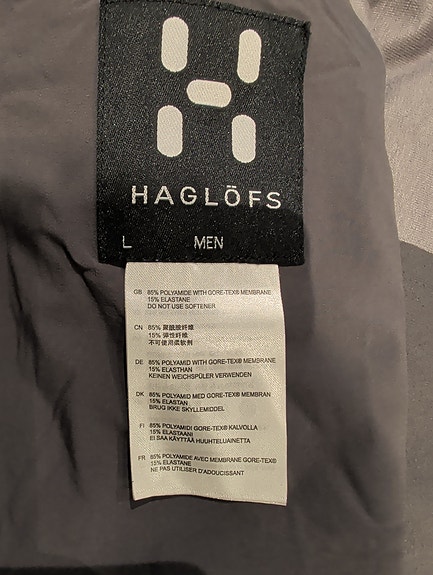 HAGLÖFS
L MEN
GB 85% POLYAMIDE WITH GORE-TEX® MEMBRANE
15% ELASTANE
DO NOT USE SOFTENER
CN 85% 聚酰胺纤维
15% 弹性纤维
不可使用柔软剂
DE 85% POLYAMID WITH GORE-TEX® MEMBRANE
15% ELASTHAN
KEINEN WEICHSPÜLER VERWENDEN
DK 85% POLYAMID MED GORE-TEX® MEMBRAN
15% ELASTAN
BRUG IKKE SKYLLEMIDDEL
FI 85% POLYAMIDI GORE-TEX® KALVOLLA
15% ELASTAANI
EI SAA KÄYTTÄÄ HUUHTELUAINETTA
FR 85% POLYAMIDE AVEC MEMBRANE GORE-TEX®
15% ELASTANE
NE PAS UTILISER D'ADOUCISSANT